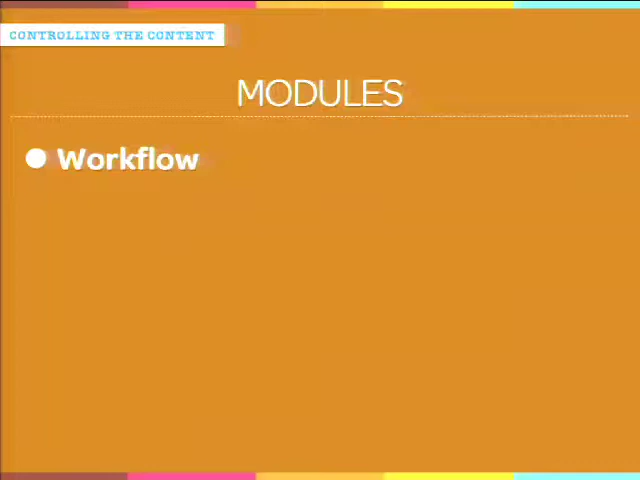 CONTROLLING THE CONTENT
MODULES
● Workflow